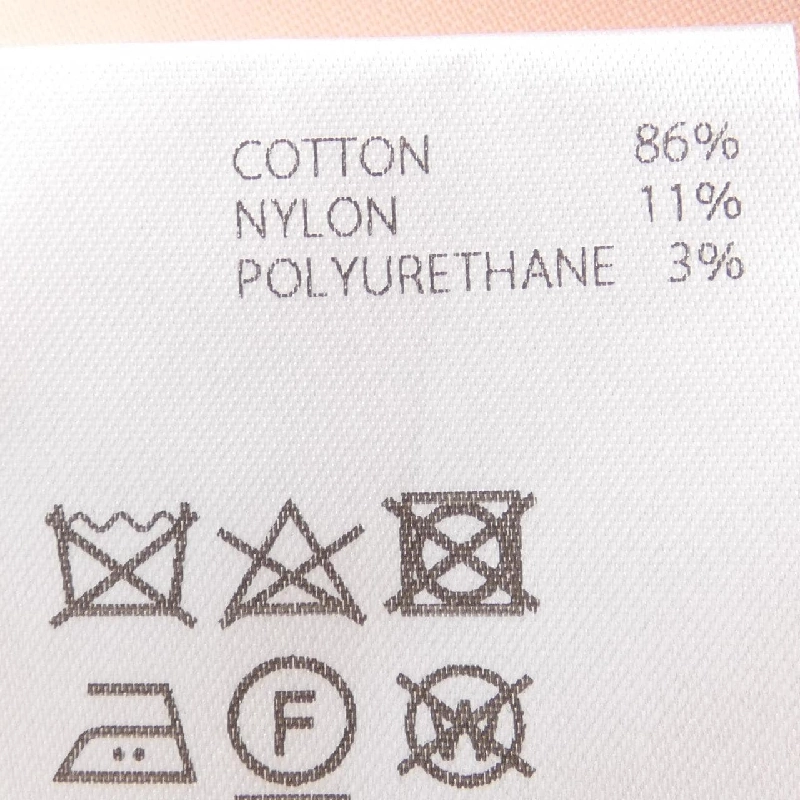 COTTON 86%
NYLON 11%
POLYURETHANE 3%
F W